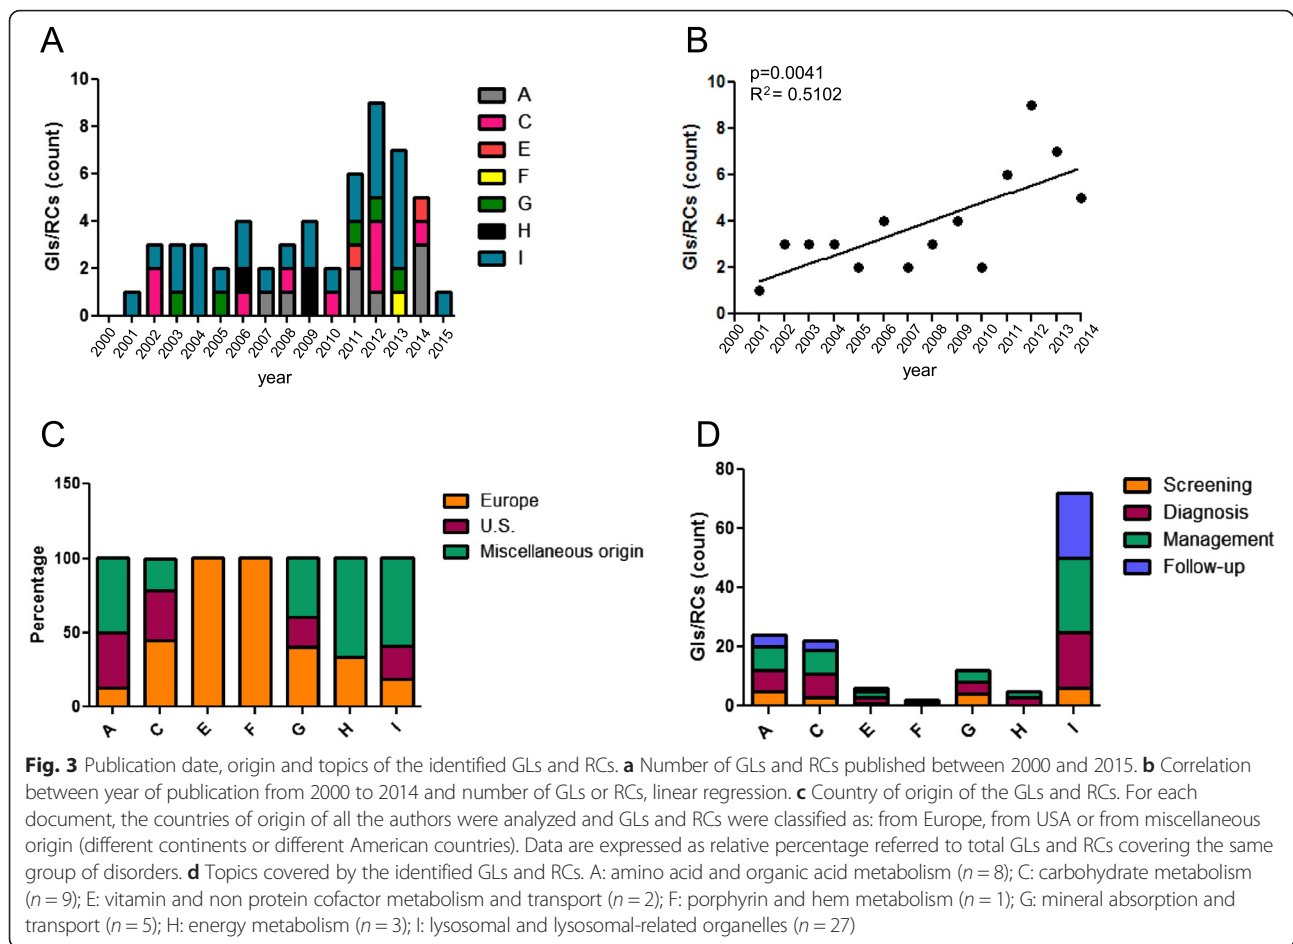 A
GIs/RCs (count)
10
8
6
4
2
0
2000 2001 2002 2003 2004 2005 2006 2007 2008 2009 2010 2011 2012 2013 2014 2015
year
A
C
E
F
G
H
I
B
p=0.0041
R² = 0.5102
GIs/RCs (count)
10
8
6
4
2
0
2000 2001 2002 2003 2004 2005 2006 2007 2008 2009 2010 2011 2012 2013 2014
year
C
Percentage
150
100
50
0
A C E F G H I
Europe
U.S.
Miscellaneous origin
D
GIs/RCs (count)
80
60
40
20
0
A C E F G H I
Screening
Diagnosis
Management
Follow-up
Fig. 3 Publication date, origin and topics of the identified GLs and RCs. a Number of GLs and RCs published between 2000 and 2015. b Correlation
between year of publication from 2000 to 2014 and number of GLs or RCs, linear regression. c Country of origin of the GLs and RCs. For each
document, the countries of origin of all the authors were analyzed and GLs and RCs were classified as: from Europe, from USA or from miscellaneous
origin (different continents or different American countries). Data are expressed as relative percentage referred to total GLs and RCs covering the same
group of disorders. d Topics covered by the identified GLs and RCs. A: amino acid and organic acid metabolism (n = 8); C: carbohydrate metabolism
(n = 9); E: vitamin and non protein cofactor metabolism and transport (n = 2); F: porphyrin and hem metabolism (n = 1); G: mineral absorption and
transport (n = 5); H: energy metabolism (n = 3); I: lysosomal and lysosomal-related organelles (n = 27)